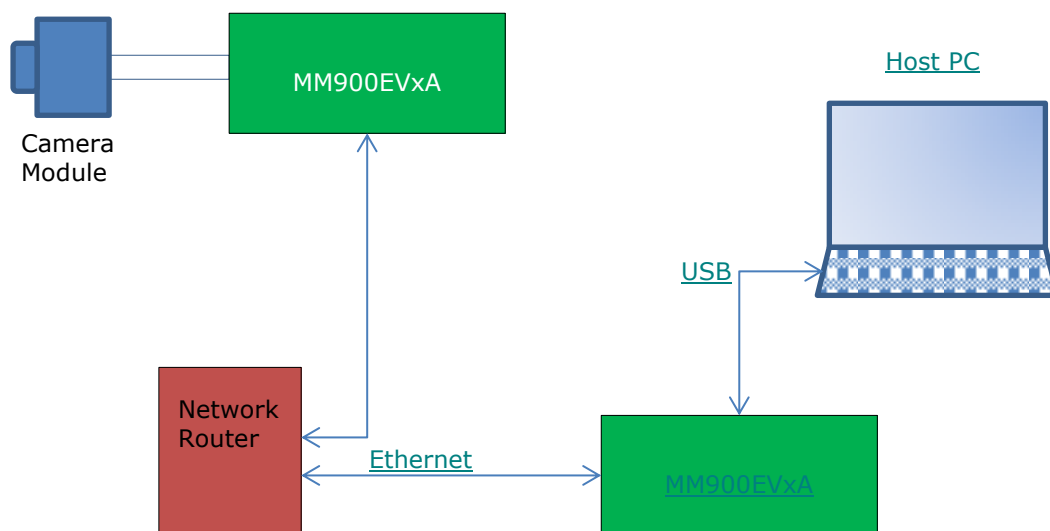 MM900EVxA
Host PC
Camera
Module
USB
Network
Router
Ethernet
MM900EVxA